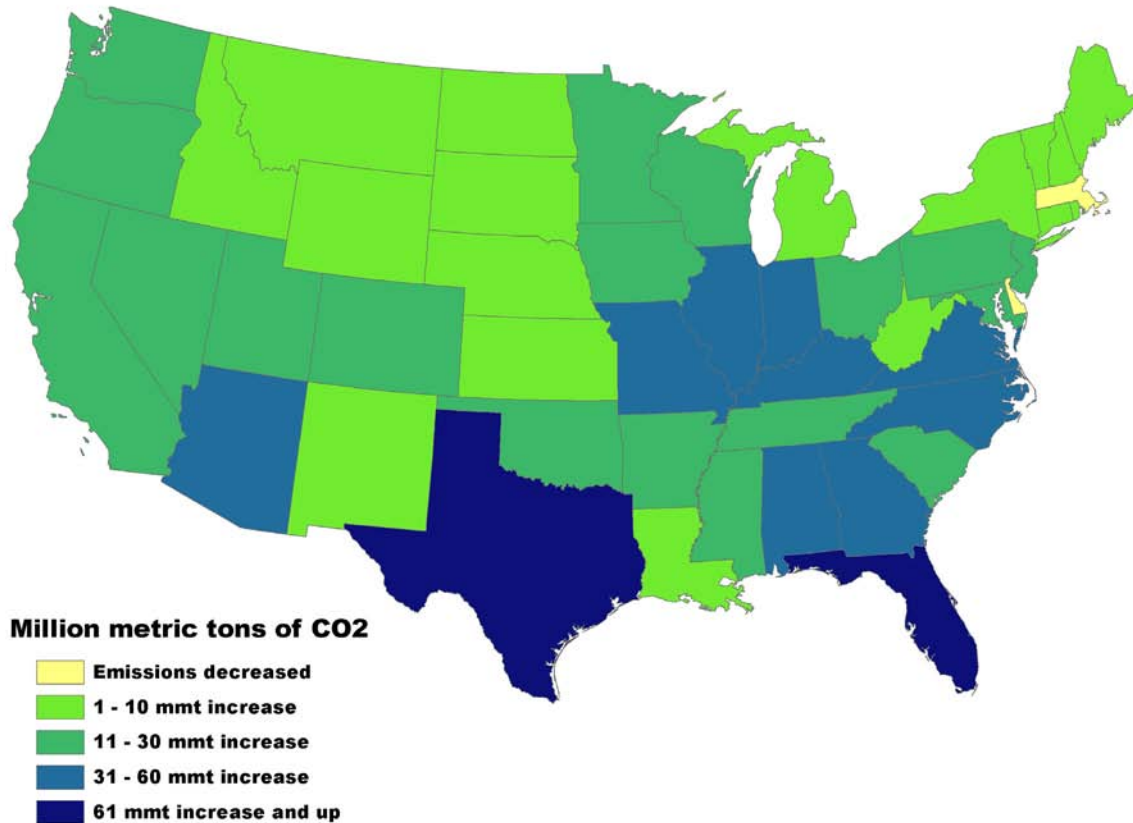 Million metric tons of CO2
Emissions decreased
1 - 10 mmt increase
11 - 30 mmt increase
31 - 60 mmt increase
61 mmt increase and up